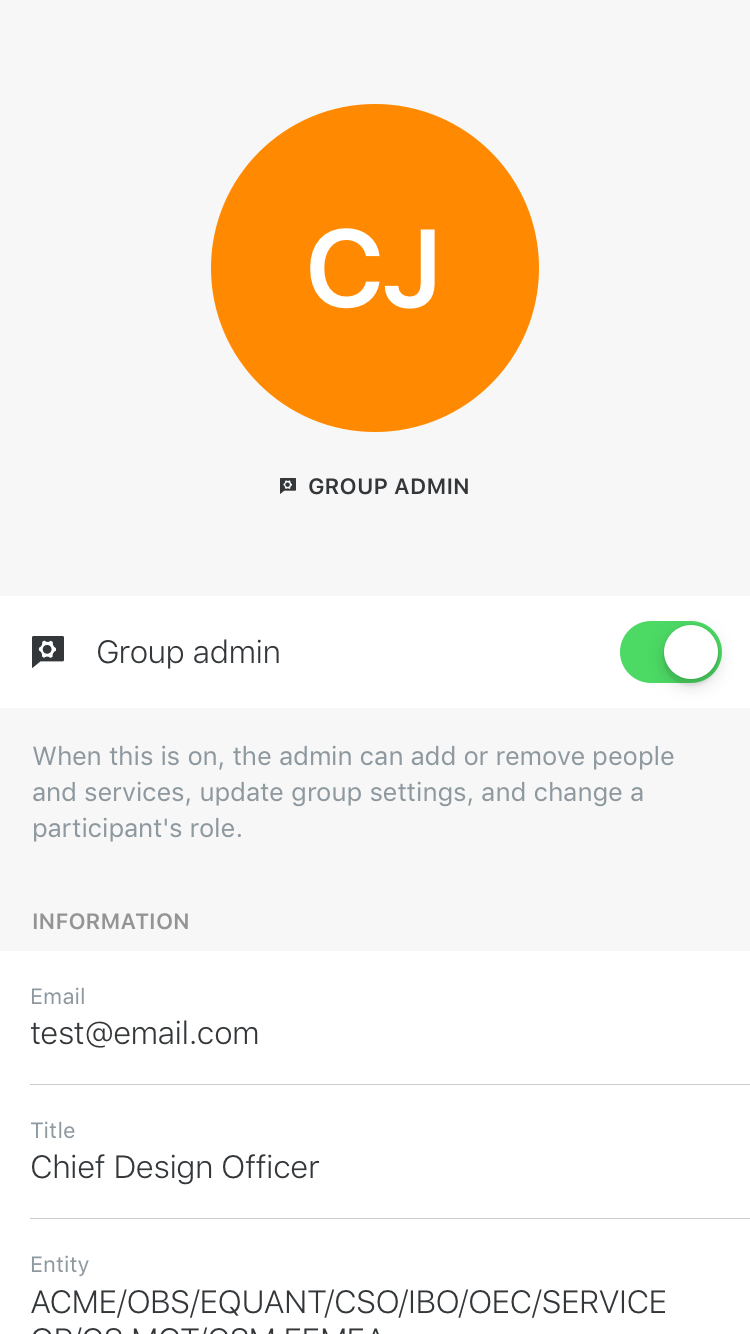 CJ
GROUP ADMIN
Group admin
When this is on, the admin can add or remove people
and services, update group settings, and change a
participant's role.
INFORMATION
Email
test@email.com
Title
Chief Design Officer
Entity
ACME/OBS/EQUANT/CSO/IBO/OEC/SERVICE